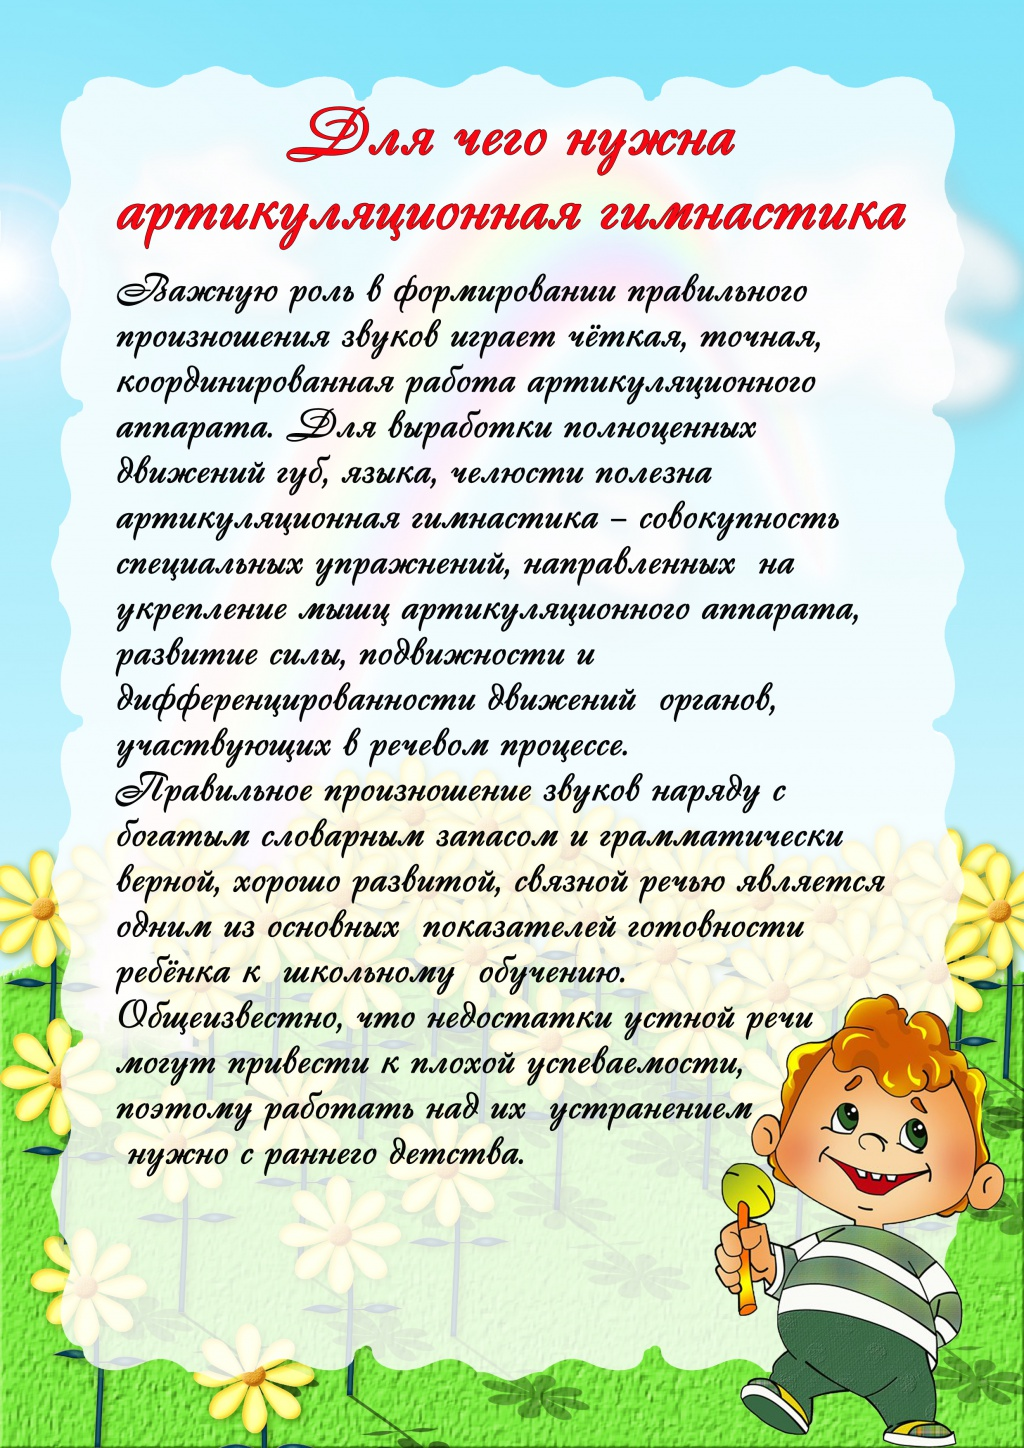 Для чего нужна
артикуляционная гимнастика
Важную роль в формировании правильного
произношения звуков играет чёткая, точная,
координированная работа артикуляционного
аппарата. Для выработки полноценных
движений губ, языка, челюсти полезна
артикуляционная гимнастика – совокупность
специальных упражнений, направленных на
укрепление мышц артикуляционного аппарата,
развитие силы, подвижности и
дифференцированности движений органов,
участвующих в речевом процессе.
Правильное произношение звуков наряду с
богатым словарным запасом и грамматически
верной, хорошо развитой, связной речью является
одним из основных показателей готовности
ребёнка к школьному обучению.
Общеизвестно, что недостатки устной речи
могут привести к плохой успеваемости,
поэтому работать над их устранением
нужно с раннего детства.